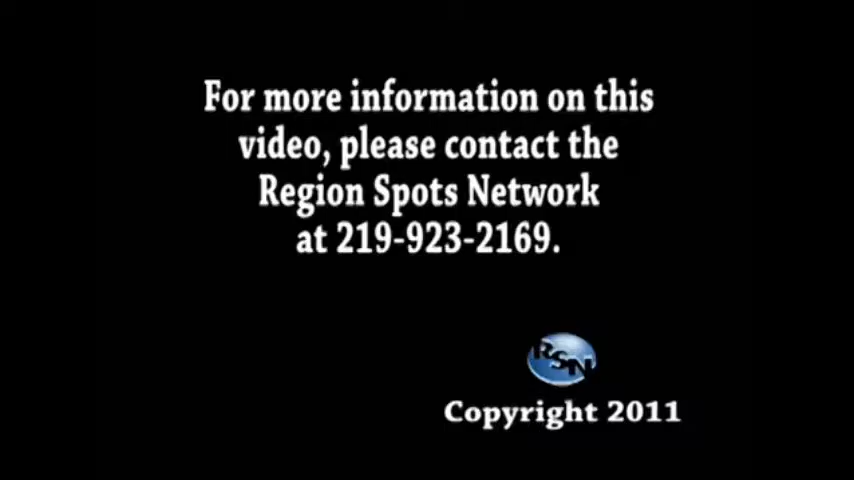 For more information on this
video, please contact the
Region Spots Network
at 219-923-2169.
RSN
Copyright 2011